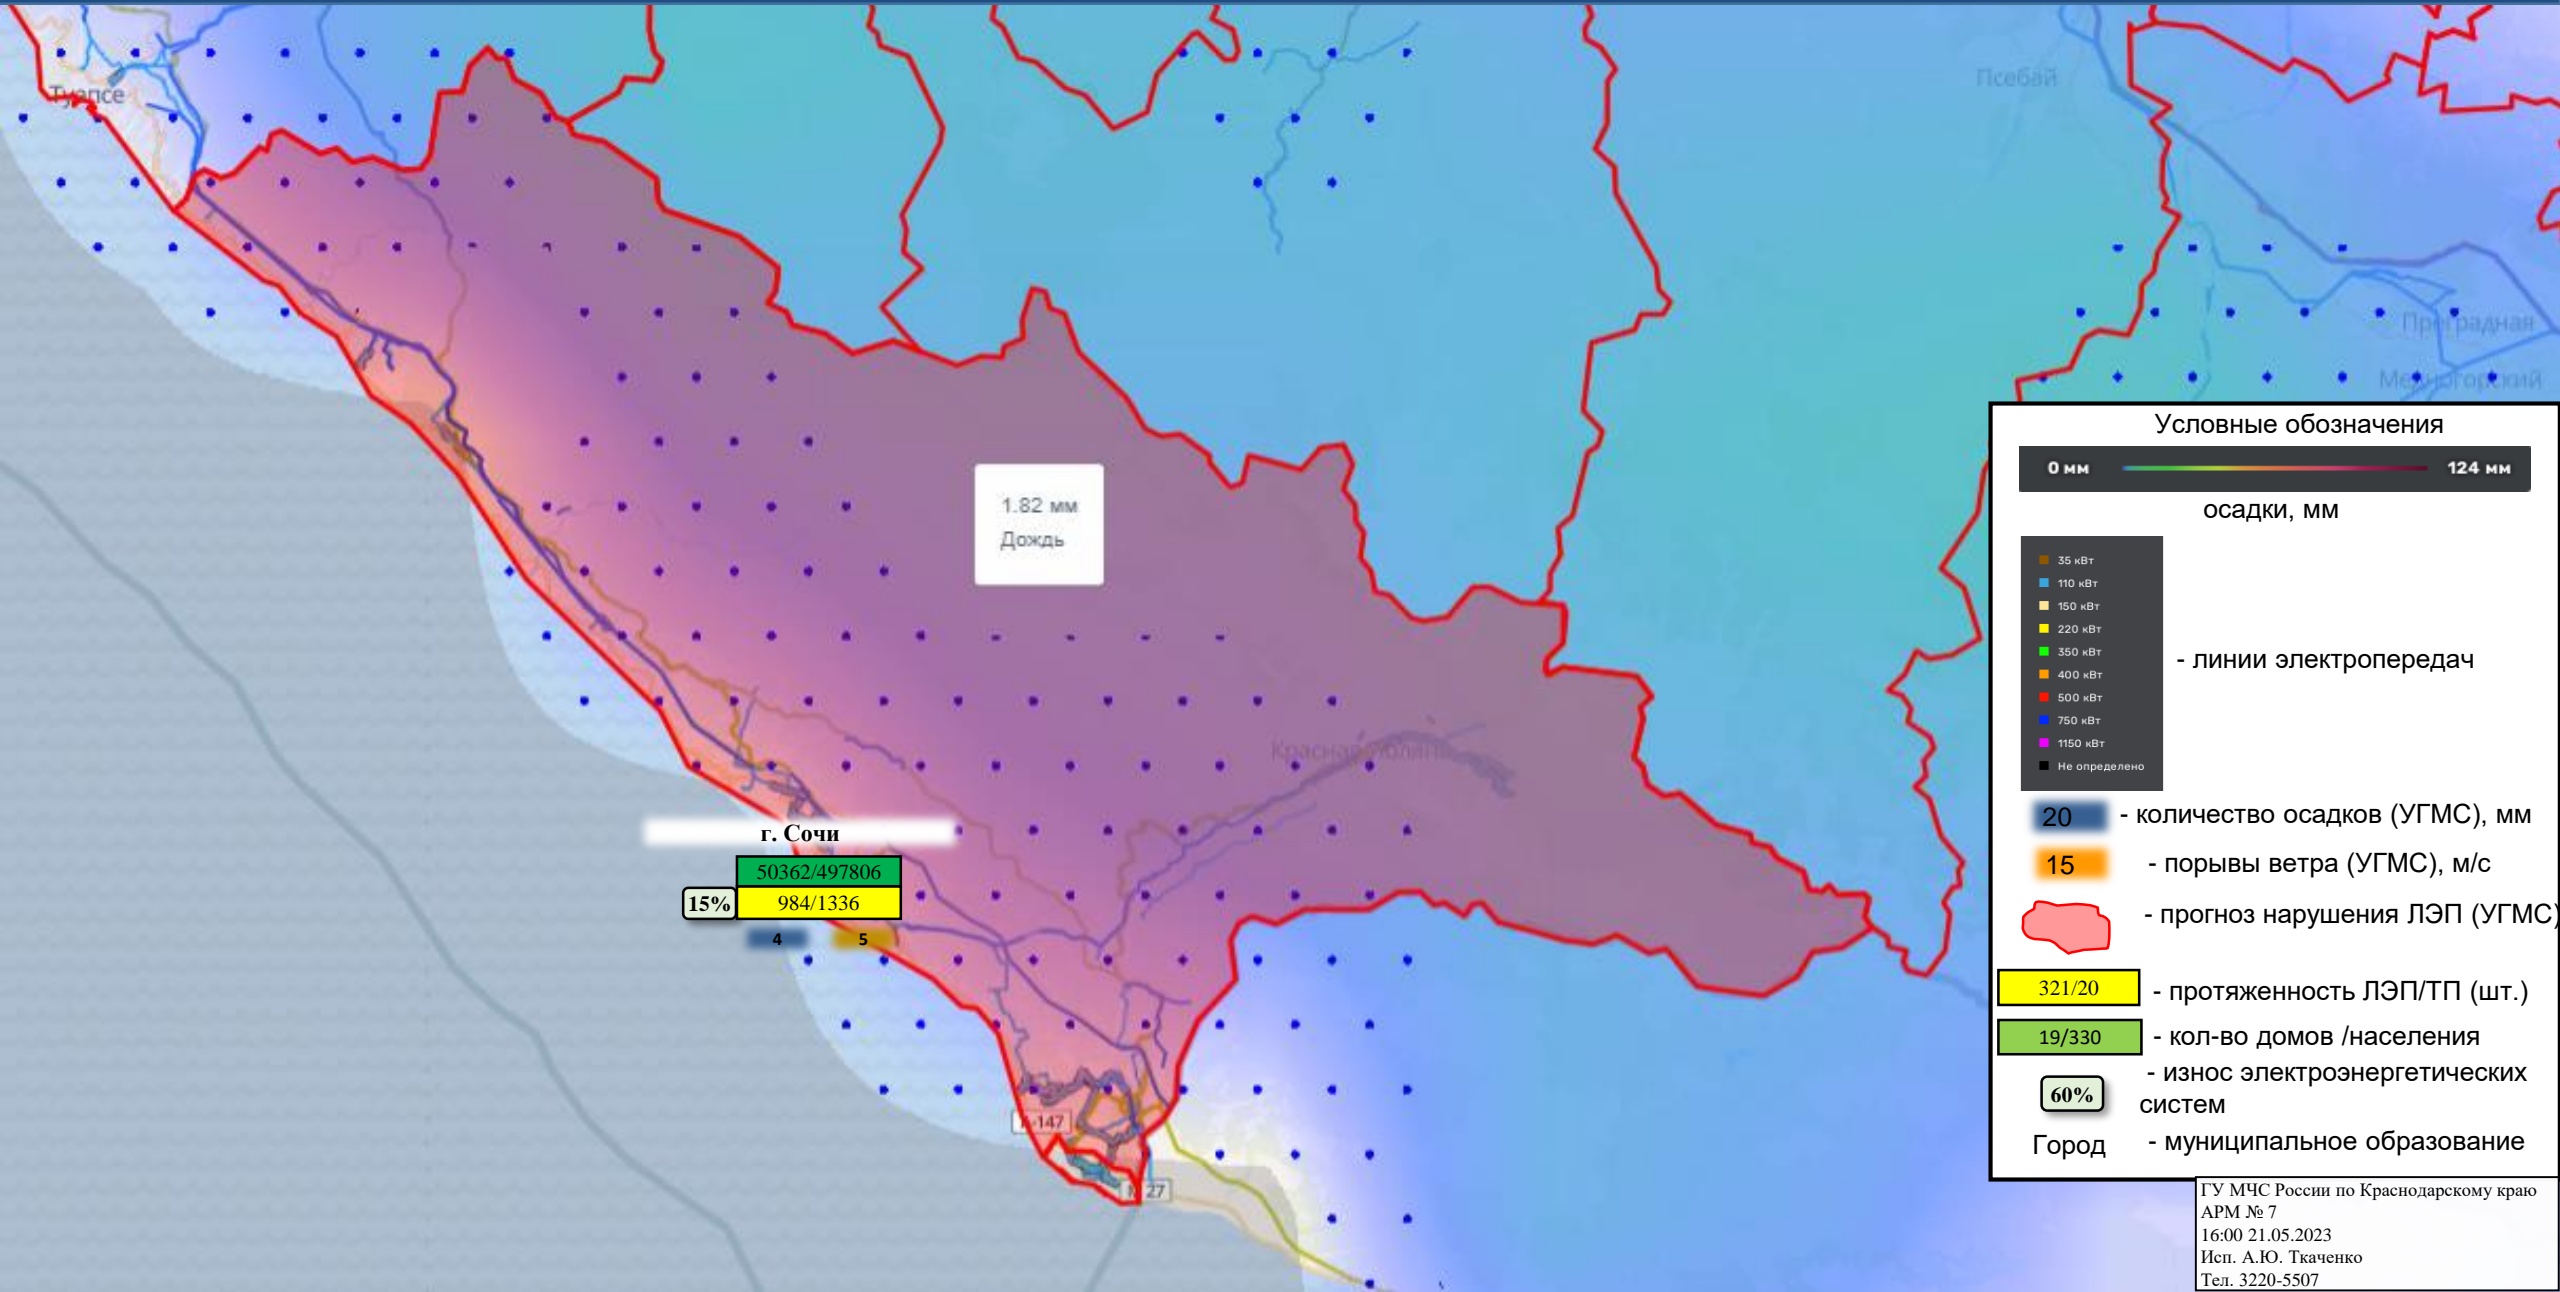 Туапсе
Псебай
Преградная
Медногорский
1.82 мм
Дождь
Красная Поляна
г. Сочи
50362/497806
15%
984/1336
4
5
147
27
Условные обозначения
0 мм
124 мм
осадки, мм
35 кВт
110 кВт
150 кВт
220 кВт
350 кВт
400 кВт
500 кВт
750 кВт
1150 кВт
Не определено
- линии электропередач
20 - количество осадков (УГМС), мм
15 - порывы ветра (УГМС), м/с
- прогноз нарушения ЛЭП (УГМС)
321/20 - протяженность ЛЭП/ТП (шт.)
19/330 - кол-во домов /населения
60% - износ электроэнергетических
систем
Город - муниципальное образование
ГУ МЧС России по Краснодарскому краю
АРМ № 7
16:00 21.05.2023
Исп. А.Ю. Ткаченко
Тел. 3220-5507